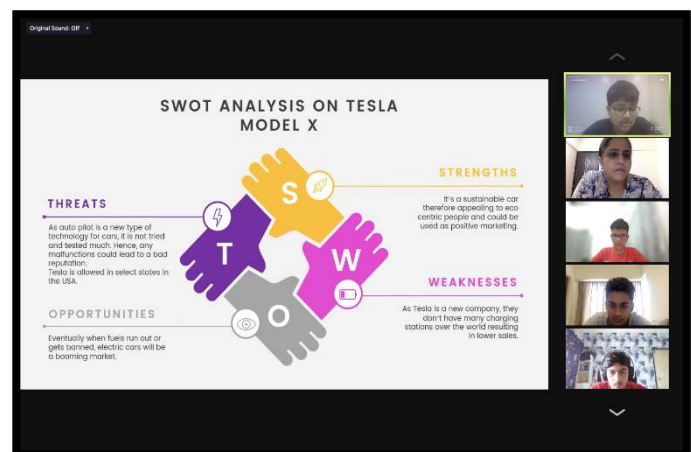 Original Sound: Off
SWOT ANALYSIS ON TESLA
MODEL X
STRENGTHS
It's a sustainable car
therefore appealing to eco
centric people and could be
used as positive marketing.
THREATS
As auto pilot is a new type of
technology for cars, it is not tried
and tested much. Hence, any
malfunctions could lead to a bad
reputation.
Tesla is allowed in select states in
the USA.
S
T
W
O
WEAKNESSES
As Tesla is a new company, they
don't have many charging
stations over the world resulting
in lower sales.
OPPORTUNITIES
Eventually when fuels run out or
gets banned, electric cars will be
a booming market.